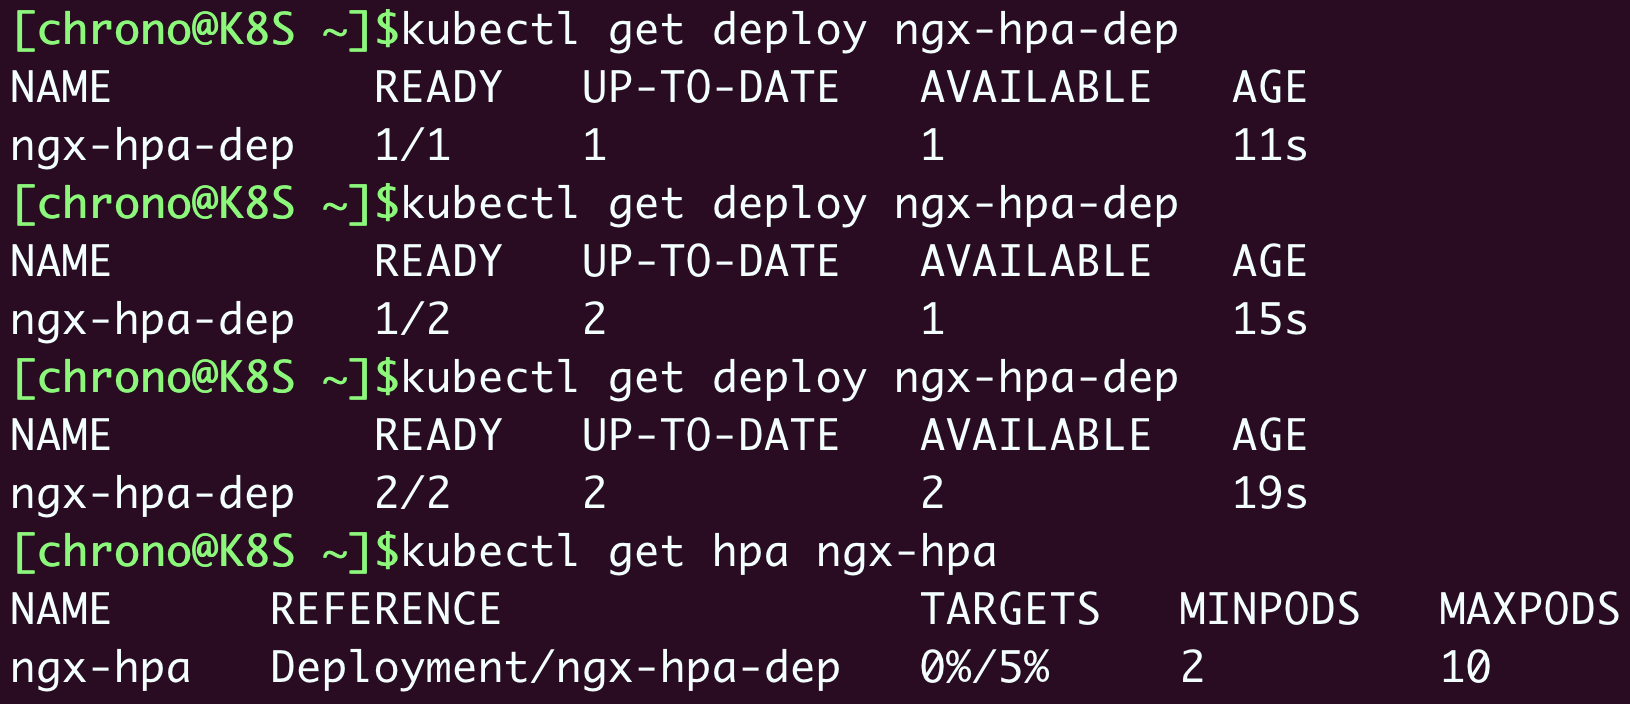 [chrono@K8S ~]$kubectl get deploy ngx-hpa-dep
NAME READY UP-TO-DATE AVAILABLE AGE
ngx-hpa-dep 1/1 1 1 11s
[chrono@K8S ~]$kubectl get deploy ngx-hpa-dep
NAME READY UP-TO-DATE AVAILABLE AGE
ngx-hpa-dep 1/2 2 1 15s
[chrono@K8S ~]$kubectl get deploy ngx-hpa-dep
NAME READY UP-TO-DATE AVAILABLE AGE
ngx-hpa-dep 2/2 2 2 19s
[chrono@K8S ~]$kubectl get hpa ngx-hpa
NAME REFERENCE TARGETS MINPODS MAXPODS
ngx-hpa Deployment/ngx-hpa-dep 0%/5% 2 10